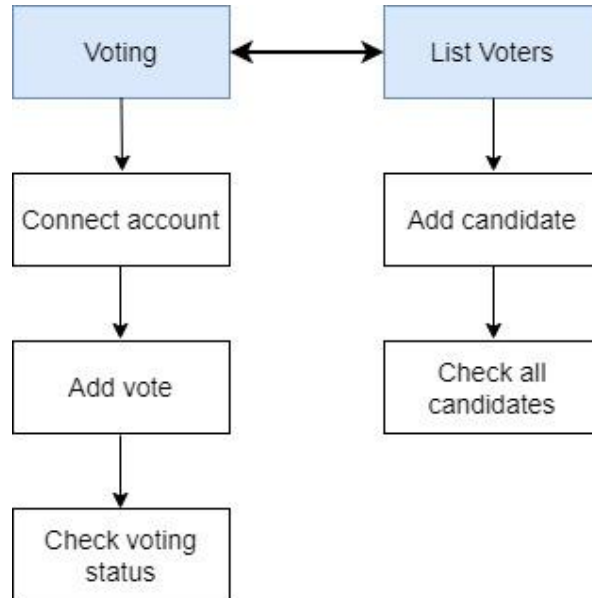 Voting
List Voters
Connect account
Add candidate
Add vote
Check all
candidates
Check voting
status